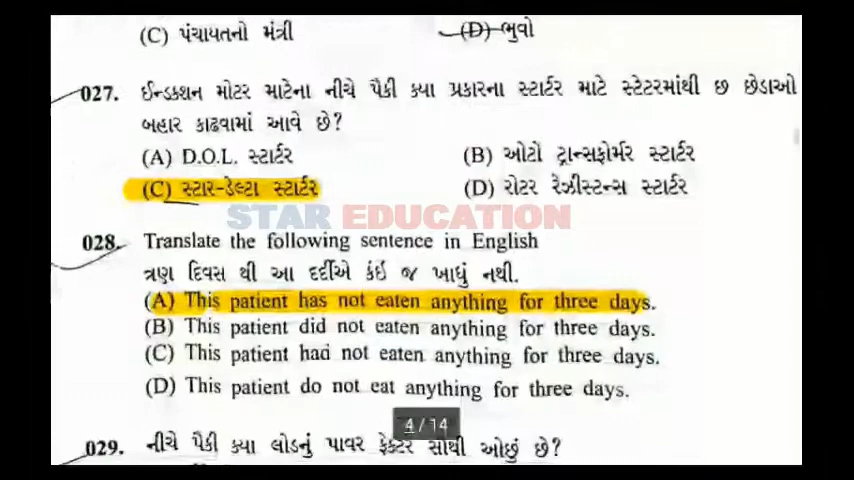 (C) પંચાયતનો મંત્રી (D) ભુવો
027. ઈન્ડકશન મોટર માટેના નીચે પૈકી ક્યા પ્રકારના સ્ટાર્ટર માટે સ્ટેટરમાંથી છ છેડાઓ
બહાર કાઢવામાં આવે છે?
(A) D.O.L. સ્ટાર્ટર (B) ઓટો ટ્રાન્સફોર્મર સ્ટાર્ટર
(C) સ્ટાર-ડેલ્ટા સ્ટાર્ટર (D) રોટર રેઝીસ્ટન્સ સ્ટાર્ટર
STAR EDUCATION
028. Translate the following sentence in English
ત્રણ દિવસ થી આ દર્દીએ કંઇ જ ખાધું નથી.
(A) This patient has not eaten anything for three days.
(B) This patient did not eaten anything for three days.
(C) This patient had not eaten anything for three days.
(D) This patient do not eat anything for three days.
4 / 14
029. નીચે પૈકી ક્યા લોડનું પાવર ફેક્ટર સૌથી ઓછું છે?